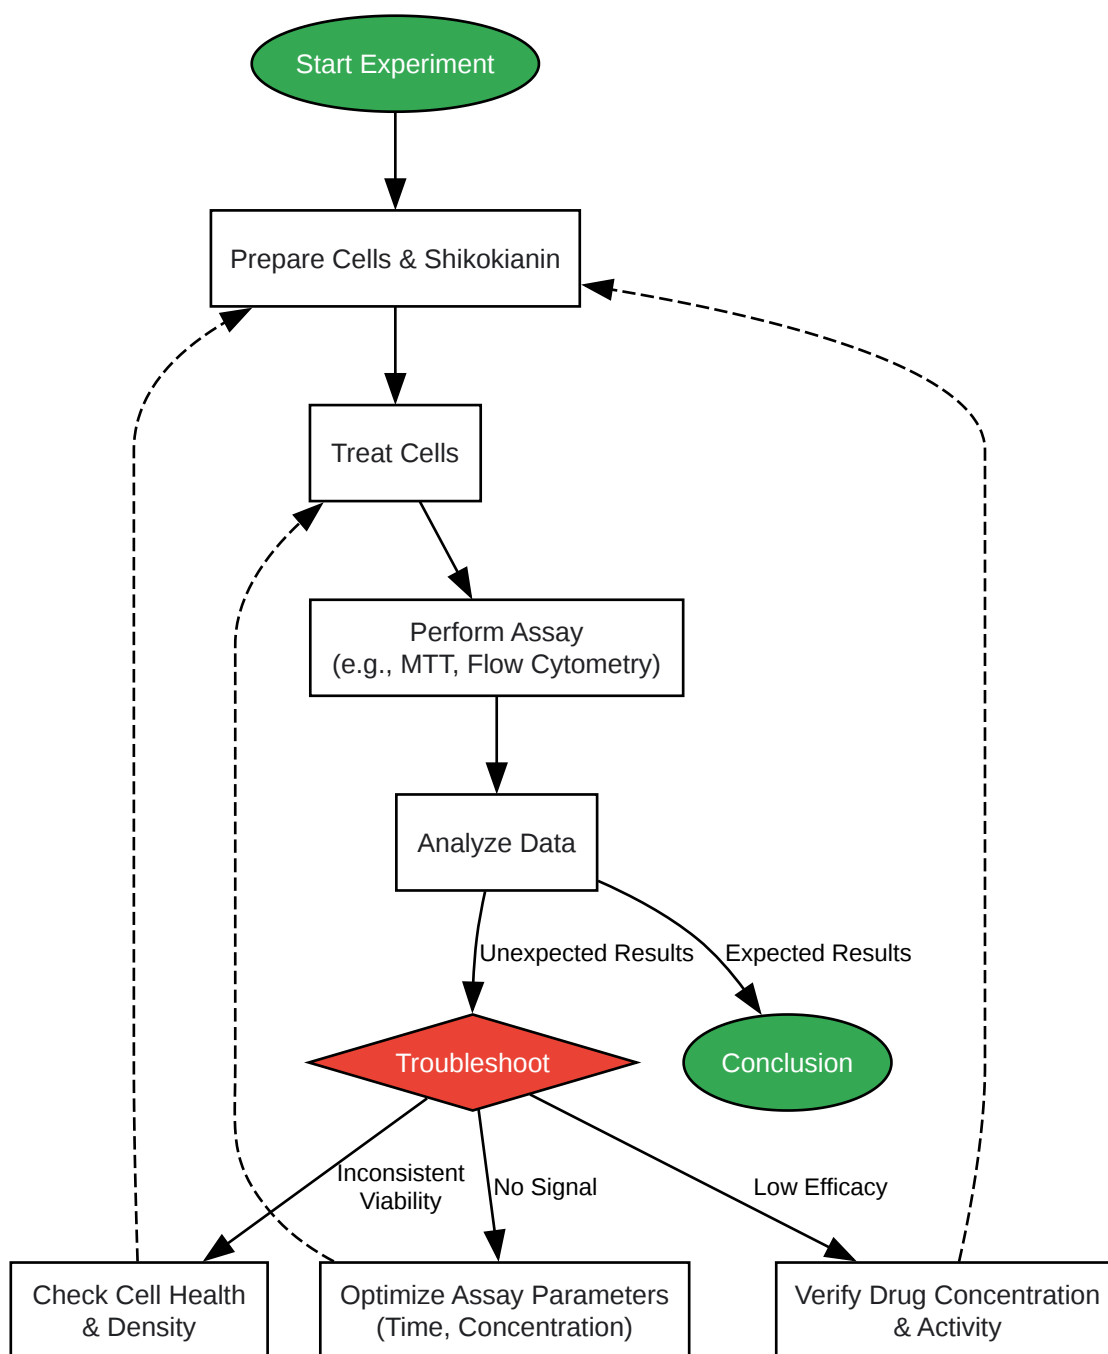 Start Experiment
Prepare Cells & Shikokianin
Treat Cells
Perform Assay
(e.g., MTT, Flow Cytometry)
Analyze Data
Unexpected Results
Expected Results
Troubleshoot
Conclusion
Inconsistent
Viability
No Signal
Low Efficacy
Check Cell Health
& Density
Optimize Assay Parameters
(Time, Concentration)
Verify Drug Concentration
& Activity